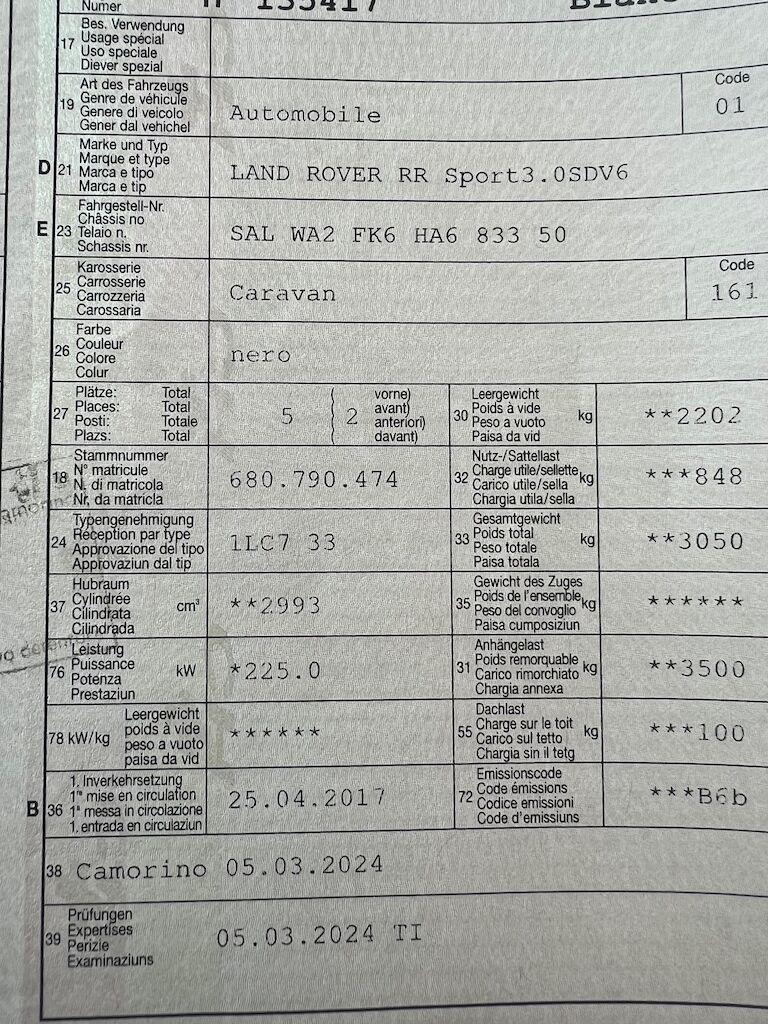 Numer
17 Bes. Verwendung
Usage spécial
Uso speciale
Diever spezial
19 Art des Fahrzeugs
Genre de véhicule
Genere di veicolo
Gener dal vehichel
Automobile
Code
01
D 21 Marke und Typ
Marque et type
Marca e tipo
Marca e tip
LAND ROVER RR Sport3.0SDV6
E 23 Fahrgestell-Nr.
Châssis no
Telaio n.
Schassis nr.
SAL WA2 FK6 HA6 833 50
25 Karosserie
Carrosserie
Carrozzeria
Carossaria
Caravan
Code
161
26 Farbe
Couleur
Colore
Colur
nero
27 Plätze: Total
Places: Total
Posti: Totale
Plazs: Total
5 ( 2 vorne)
avant)
anteriori)
davant)
30 Leergewicht
Poids à vide
Peso a vuoto
Paisa da vid
kg
**2202
18 Stammnummer
N° matricule
N. di matricola
Nr. da matricla
680.790.474
32 Nutz-/Sattellast
Charge utile/sellette
Carico utile/sella
Chargia utila/sella
kg
***848
24 Typengenehmigung
Réception par type
Approvazione del tipo
Approvaziun dal tip
1LC7 33
33 Gesamtgewicht
Poids total
Peso totale
Paisa totala
kg
**3050
37 Hubraum
Cylindrée
Cilindrata
Cilindrada
cm³
**2993
35 Gewicht des Zuges
Poids de l'ensemble
Peso del convoglio
Paisa cumposiziun
kg
******
76 Leistung
Puissance
Potenza
Prestaziun
kW
*225.0
31 Anhängelast
Poids remorquable
Carico rimorchiato
Chargia annexa
kg
**3500
78 kW/kg Leergewicht
poids à vide
peso a vuoto
paisa da vid
******
55 Dachlast
Charge sur le toit
Carico sul tetto
Chargia sin il tetg
kg
***100
B 36 1. Inverkehrsetzung
1re mise en circulation
1a messa in circolazione
1. entrada en circulaziun
25.04.2017
72 Emissionscode
Code émissions
Codice emissioni
Code d'emissiuns
***B6b
38 Camorino 05.03.2024
39 Prüfungen
Expertises
Perizie
Examinaziuns
05.03.2024 TI